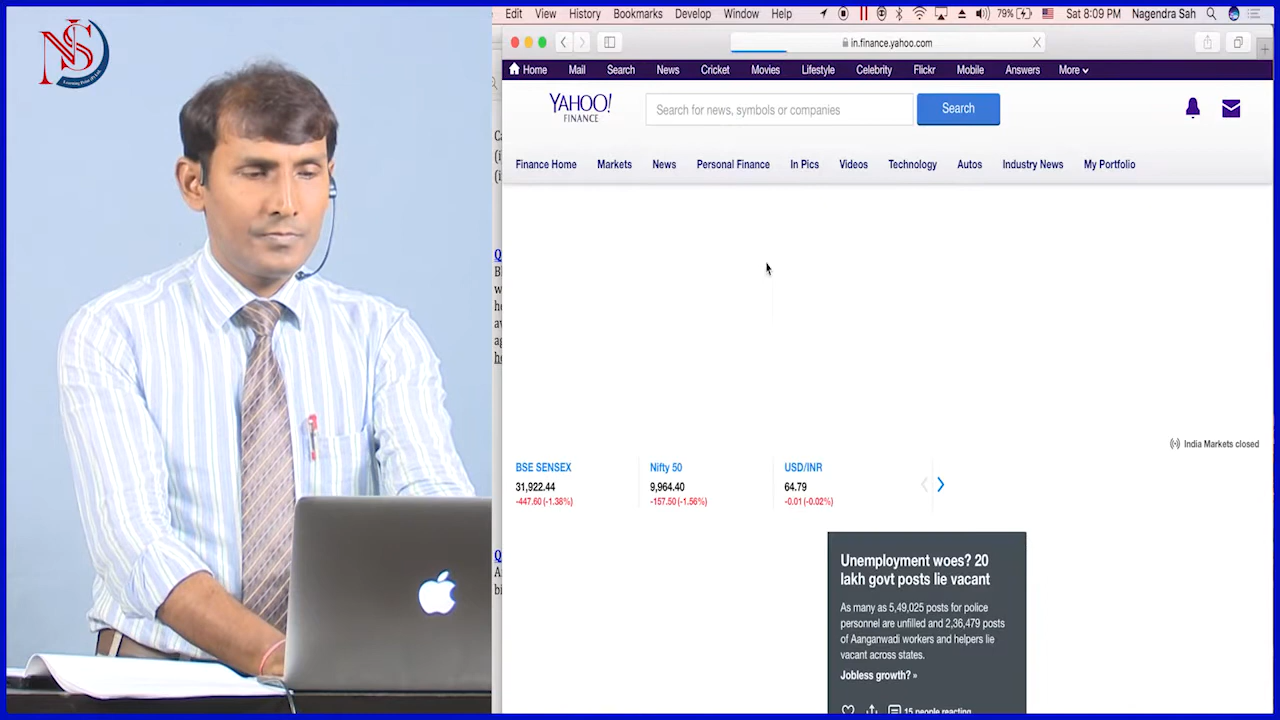 NS
Learning Point (P) Ltd.
Edit View History Bookmarks Develop Window Help 79% Sat 8:09 PM Nagendra Sah
in.finance.yahoo.com
Home Mail Search News Cricket Movies Lifestyle Celebrity Flickr Mobile Answers More
YAHOO!
FINANCE
Search for news, symbols or companies
Search
Finance Home Markets News Personal Finance In Pics Videos Technology Autos Industry News My Portfolio
India Markets closed
BSE SENSEX
31,922.44
-447.60 (-1.38%)
Nifty 50
9,964.40
-157.50 (-1.56%)
USD/INR
64.79
-0.01 (-0.02%)
Unemployment woes? 20
lakh govt posts lie vacant
As many as 5,49,025 posts for police
personnel are unfilled and 2,36,479 posts
of Aanganwadi workers and helpers lie
vacant across states.
Jobless growth? »
15 people reacting